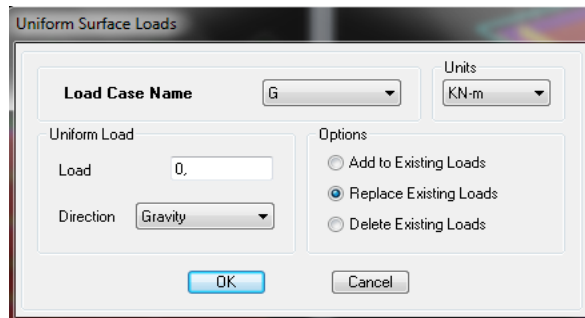 Uniform Surface Loads
Units
Load Case Name G KN-m
Uniform Load
Load 0,
Direction Gravity
Options
Add to Existing Loads
Replace Existing Loads
Delete Existing Loads
OK Cancel